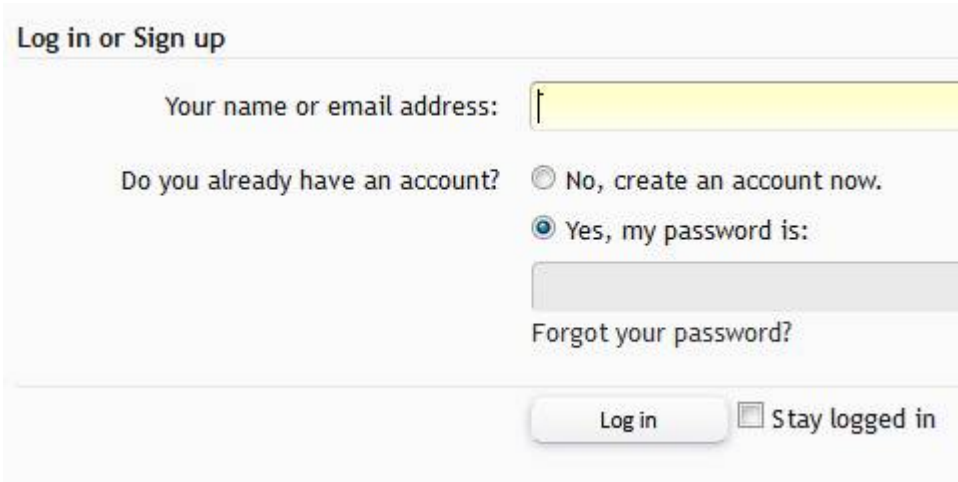 Log in or Sign up
Your name or email address:
Do you already have an account?
No, create an account now.
Yes, my password is:
Forgot your password?
Log in
Stay logged in